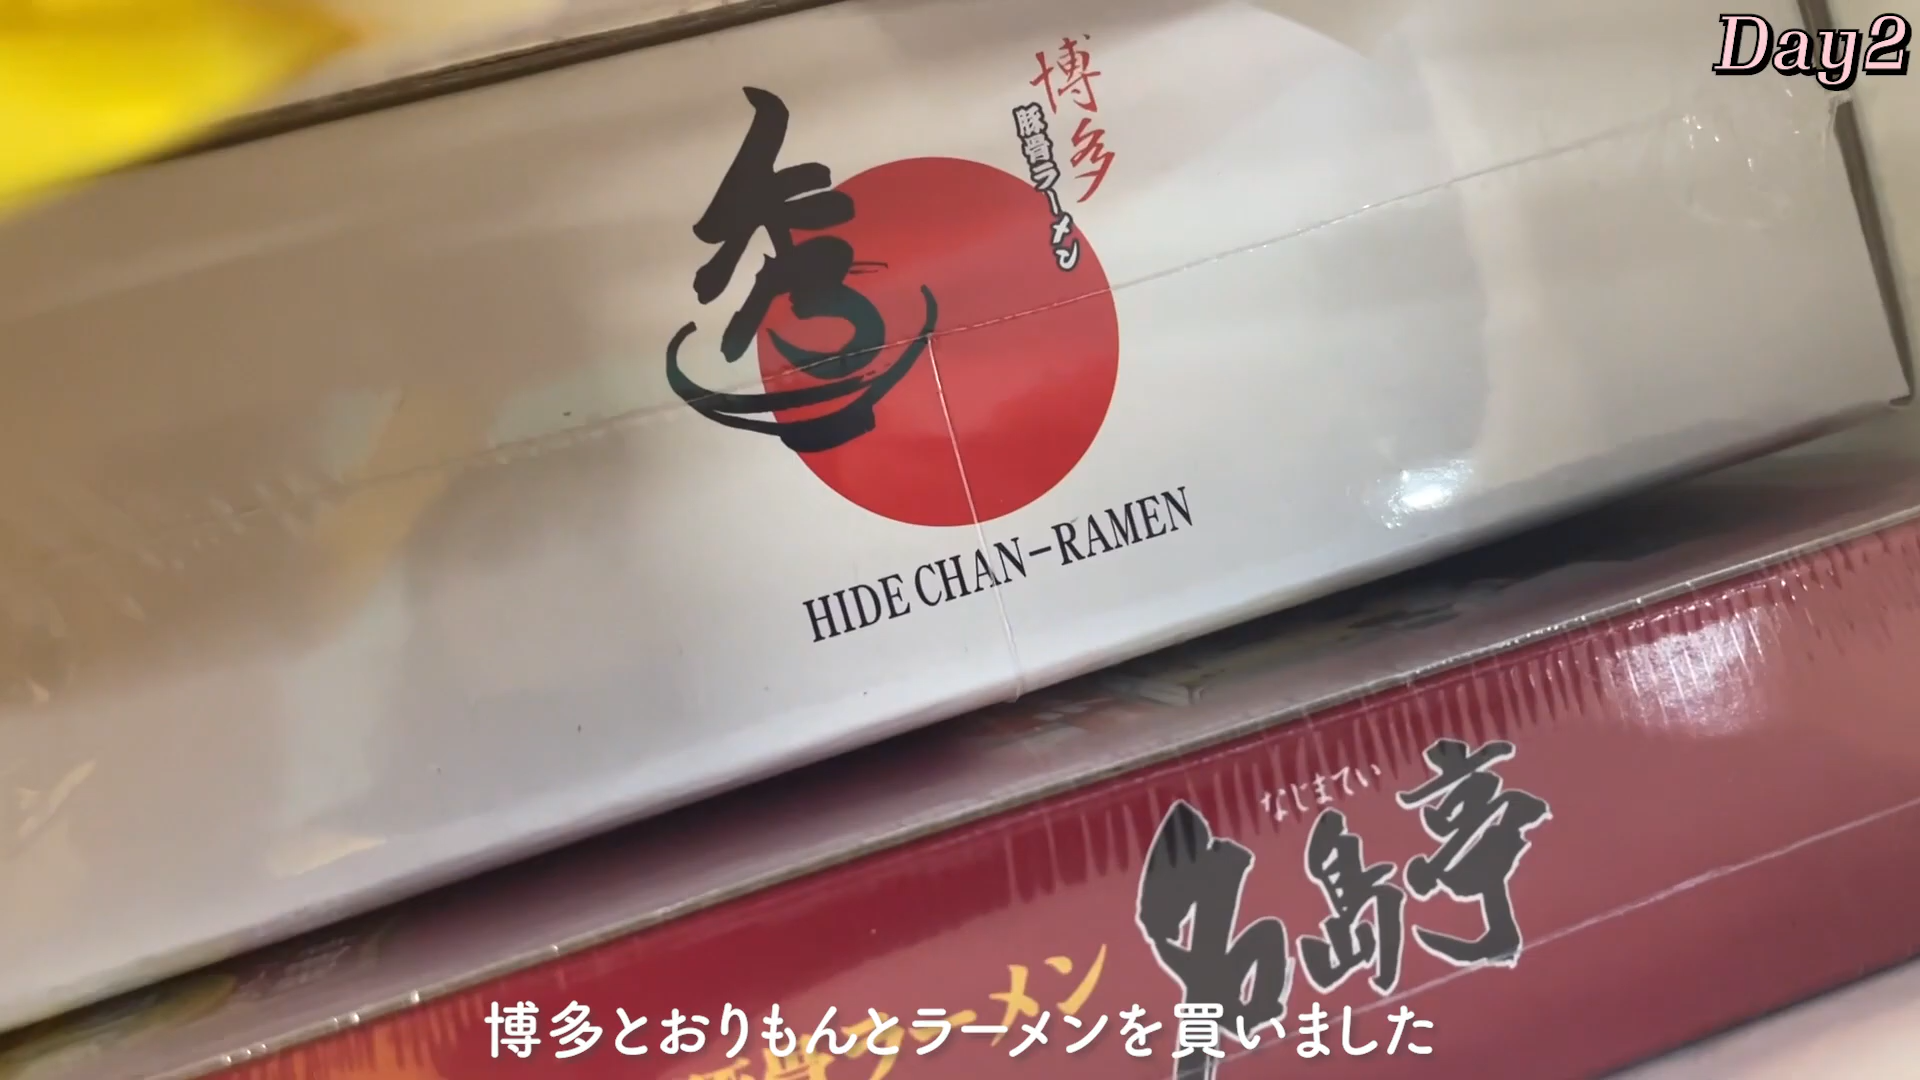 Day2
博多
豚骨ラーメン
秀
HIDE CHAN-RAMEN
なじまてい
名島亭
豚骨ラーメン
博多とおりもんとラーメンを買いました